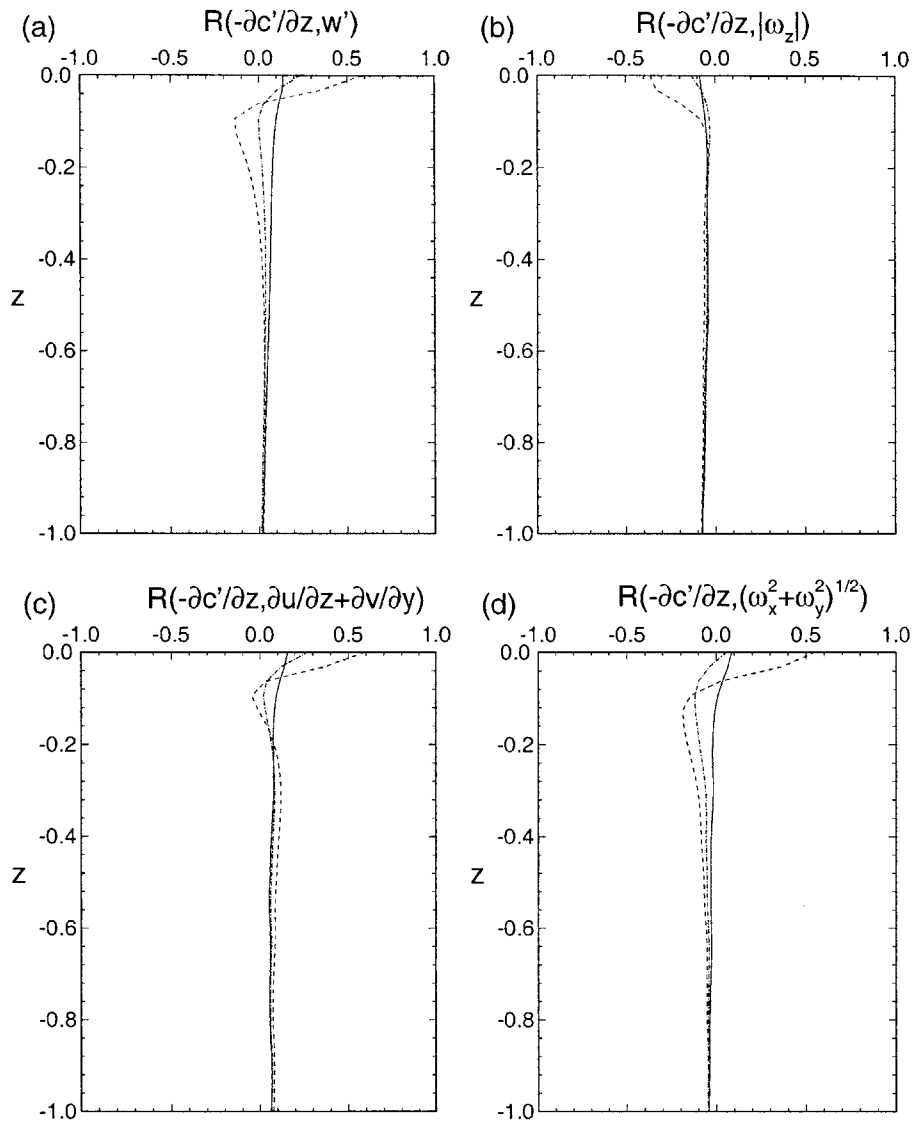 (a) R(-∂c'/∂z,w')
(b) R(-∂c'/∂z,|ω_z|)
-1.0 -0.5 0.0 0.5 1.0
-1.0 -0.5 0.0 0.5 1.0
0.0
-0.2
-0.4
z
-0.6
-0.8
-1.0
0.0
-0.2
-0.4
z
-0.6
-0.8
-1.0
(c) R(-∂c'/∂z,∂u/∂z+∂v/∂y)
(d) R(-∂c'/∂z,(ω_x^2+ω_y^2)^1/2)
-1.0 -0.5 0.0 0.5 1.0
-1.0 -0.5 0.0 0.5 1.0
0.0
-0.2
-0.4
z
-0.6
-0.8
-1.0
0.0
-0.2
-0.4
z
-0.6
-0.8
-1.0